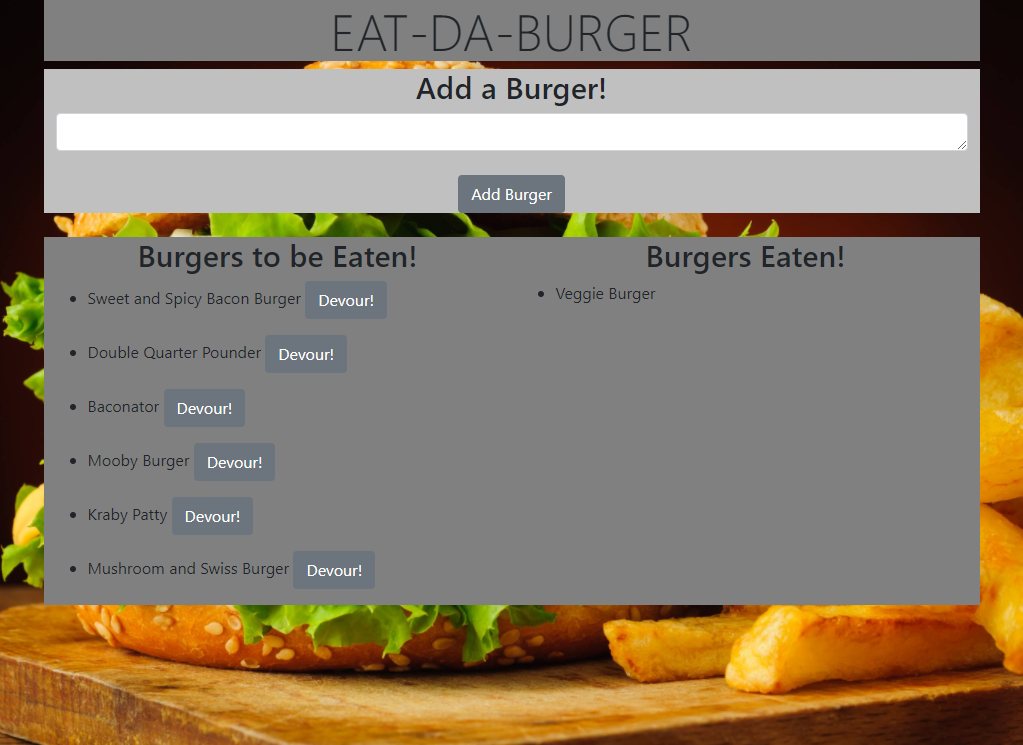 EAT-DA-BURGER
Add a Burger!
Add Burger
Burgers to be Eaten!
Sweet and Spicy Bacon Burger Devour!
Double Quarter Pounder Devour!
Baconator Devour!
Mooby Burger Devour!
Kraby Patty Devour!
Mushroom and Swiss Burger Devour!
Burgers Eaten!
Veggie Burger